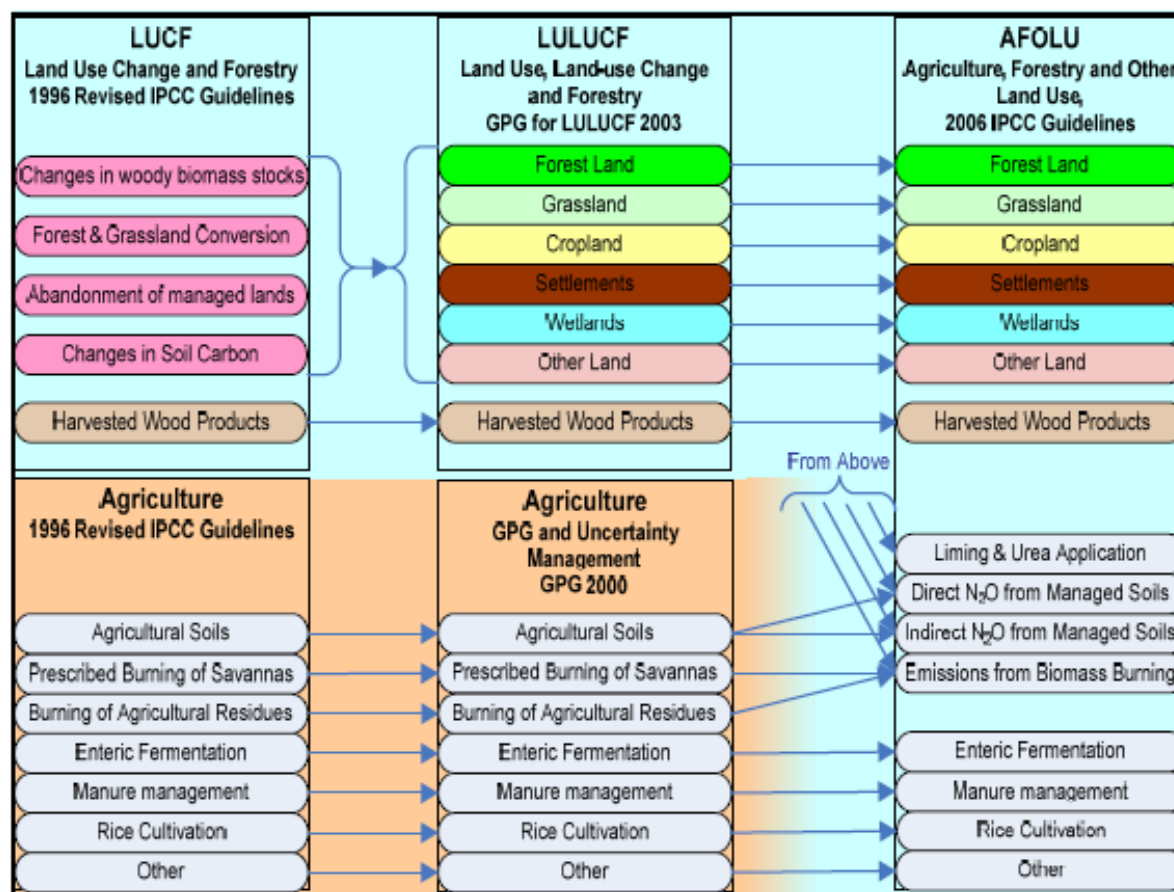 LUCF
Land Use Change and Forestry
1996 Revised IPCC Guidelines
Changes in woody biomass stocks
Forest & Grassland Conversion
Abandonment of managed lands
Changes in Soil Carbon
Harvested Wood Products
LULUCF
Land Use, Land-use Change
and Forestry
GPG for LULUCF 2003
Forest Land
Grassland
Cropland
Settlements
Wetlands
Other Land
Harvested Wood Products
AFOLU
Agriculture, Forestry and Other
Land Use,
2006 IPCC Guidelines
Forest Land
Grassland
Cropland
Settlements
Wetlands
Other Land
Harvested Wood Products
From Above
Agriculture
1996 Revised IPCC Guidelines
Agricultural Soils
Prescribed Burning of Savannas
Burning of Agricultural Residues
Enteric Fermentation
Manure management
Rice Cultivation
Other
Agriculture
GPG and Uncertainty
Management
GPG 2000
Agricultural Soils
Prescribed Burning of Savannas
Burning of Agricultural Residues
Enteric Fermentation
Manure management
Rice Cultivation
Other
Liming & Urea Application
Direct N₂O from Managed Soils
Indirect N₂O from Managed Soils
Emissions from Biomass Burning
Enteric Fermentation
Manure management
Rice Cultivation
Other